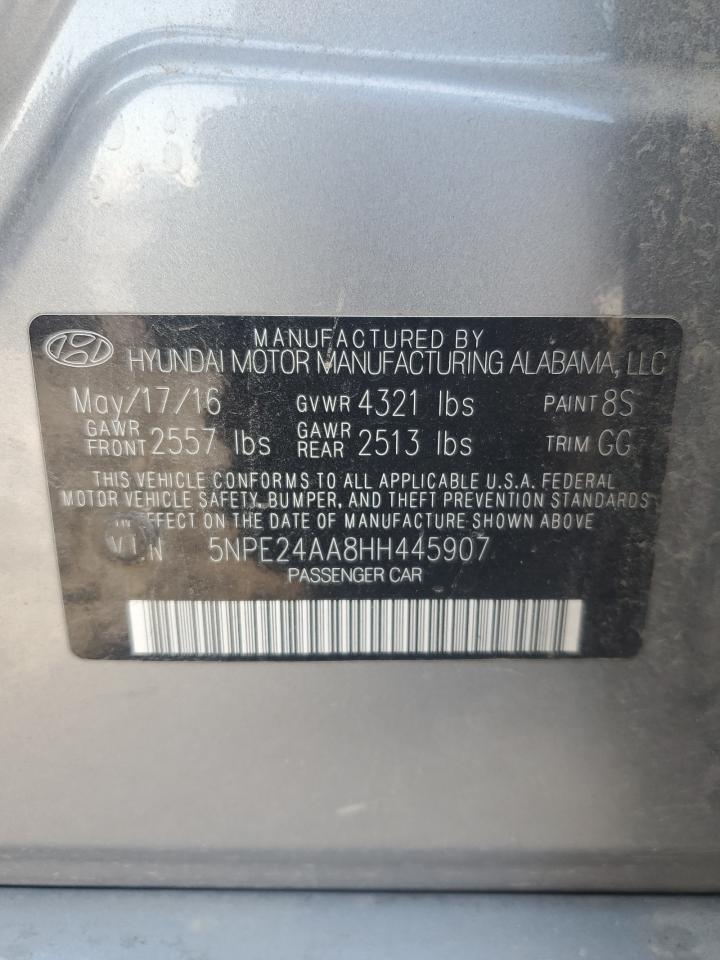 MANUFACTURED BY
HYUNDAI MOTOR MANUFACTURING ALABAMA, LLC
May/17/16 GVWR 4321 lbs PAINT 8S
GAWR FRONT 2557 lbs GAWR REAR 2513 lbs TRIM GG
THIS VEHICLE CONFORMS TO ALL APPLICABLE U.S.A. FEDERAL
MOTOR VEHICLE SAFETY, BUMPER, AND THEFT PREVENTION STANDARDS
IN EFFECT ON THE DATE OF MANUFACTURE SHOWN ABOVE
V.I.N 5NPE24AA8HH445907
PASSENGER CAR